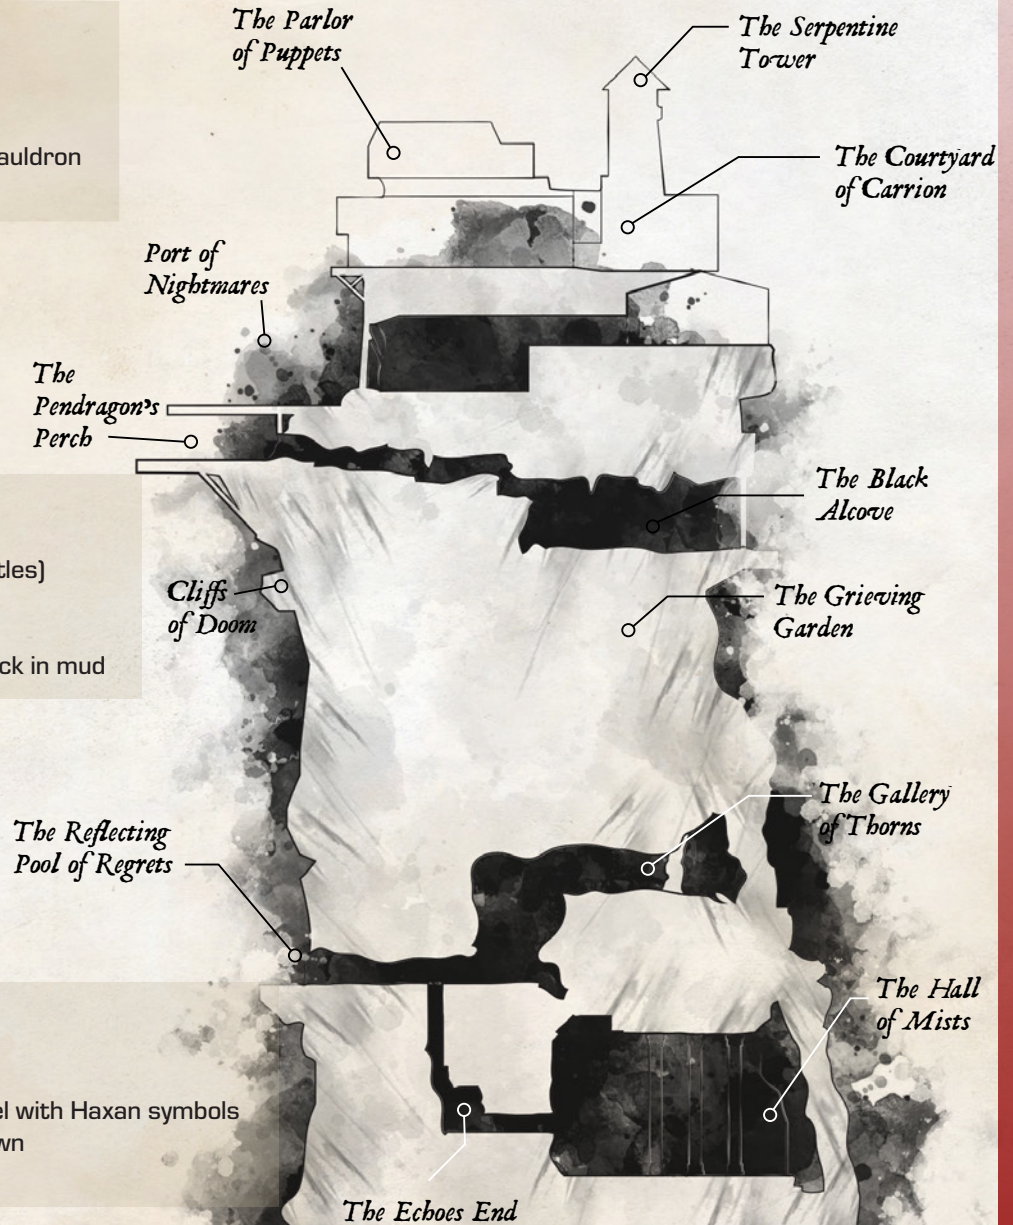 The Parlor
of Puppets
The Serpentine
Tower
auldron
The Courtyard
of Carrion
Port of
Nightmares
The
Pendragon's
Perch
The Black
Alcove
tles)
Cliffs
of Doom
The Grieving
Garden
ck in mud
The Gallery
of Thorns
The Reflecting
Pool of Regrets
The Hall
of Mists
el with Haxan symbols
wn
The Echoes End